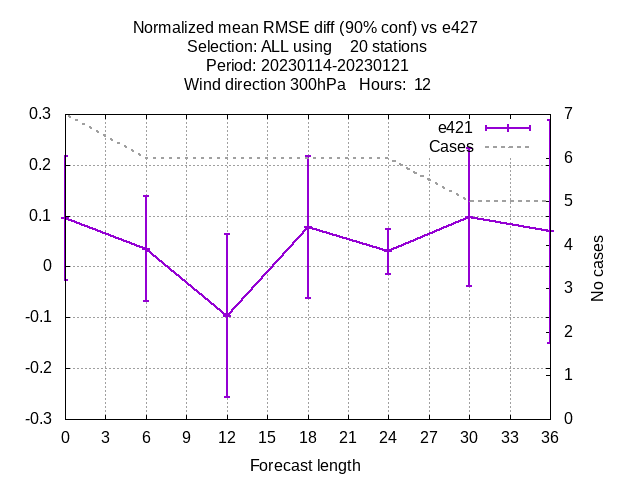 Normalized mean RMSE diff (90% conf) vs e427
Selection: ALL using    20 stations
Period: 20230114-20230121
Wind direction 300hPa   Hours:  12
e421
Cases
0.3
0.2
0.1
0
-0.1
-0.2
-0.3
7
6
5
4
3
2
1
0
No cases
0 3 6 9 12 15 18 21 24 27 30 33 36
Forecast length